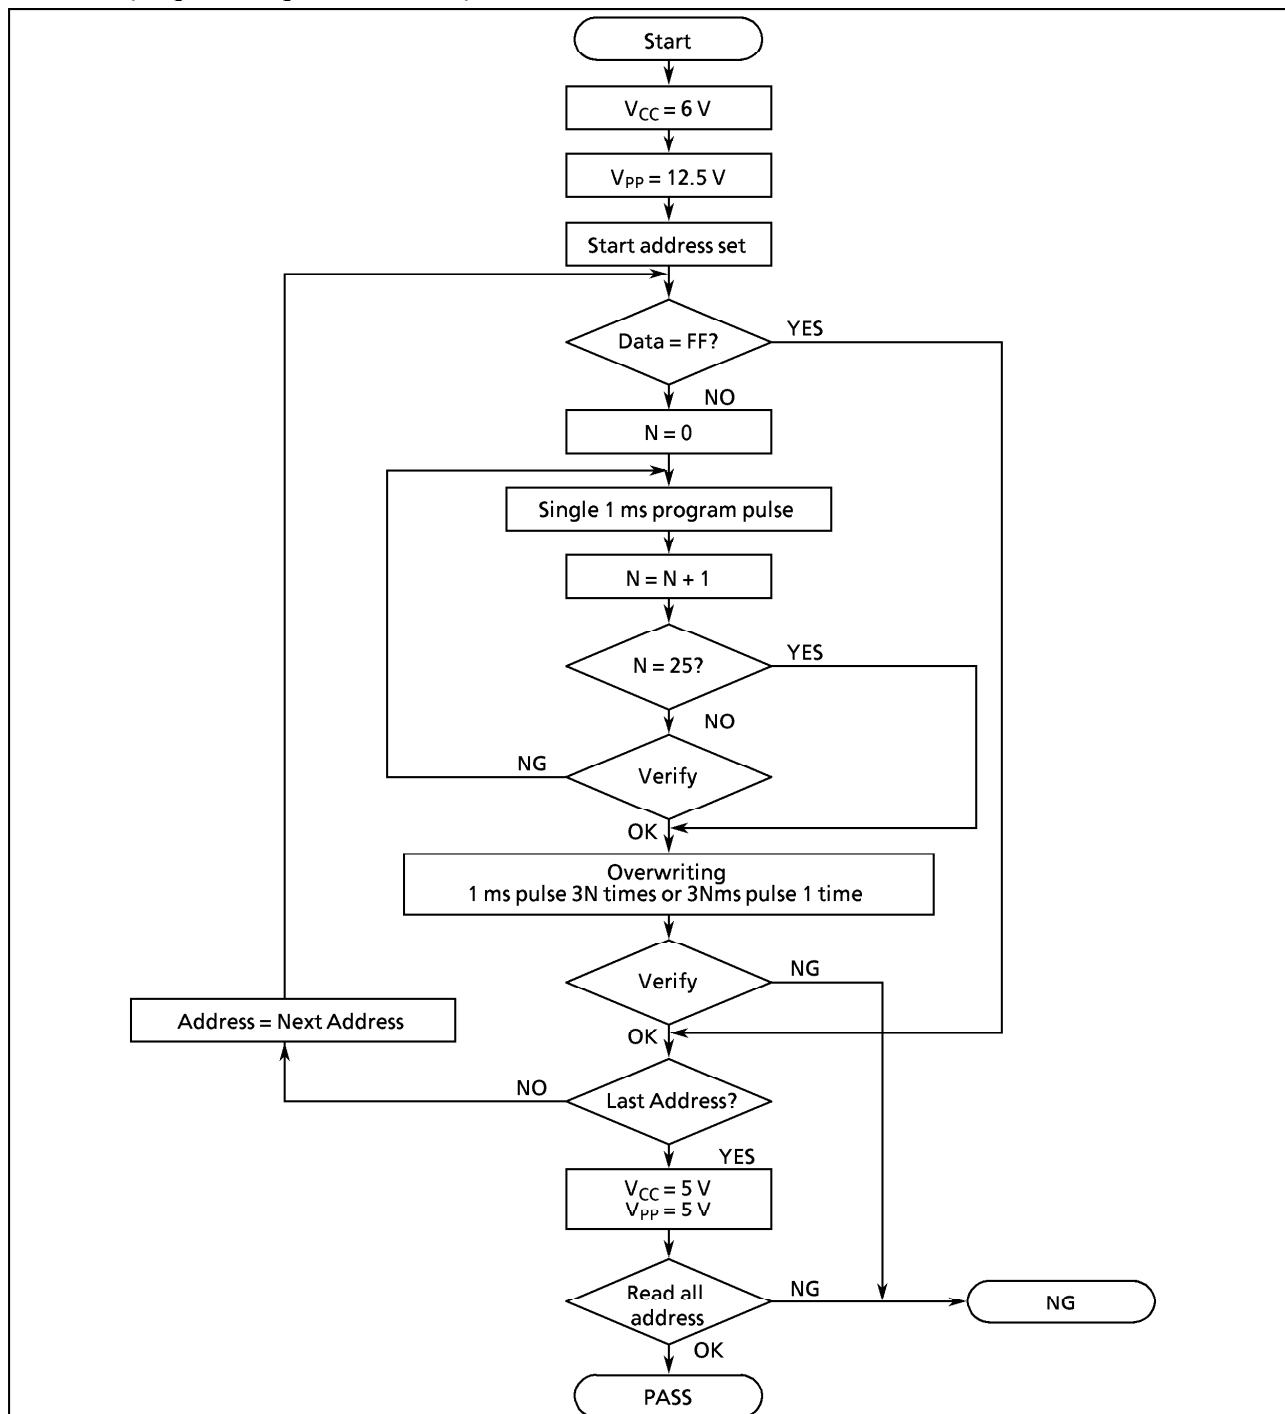 Start
VCC = 6 V
VPP = 12.5 V
Start address set
Data = FF?
YES
NO
N = 0
Single 1 ms program pulse
N = N + 1
N = 25?
YES
NO
NG
Verify
OK
Overwriting
1 ms pulse 3N times or 3Nms pulse 1 time
Verify
NG
Address = Next Address
OK
NO
Last Address?
YES
VCC = 5 V
VPP = 5 V
Read all
address
NG
NG
OK
PASS